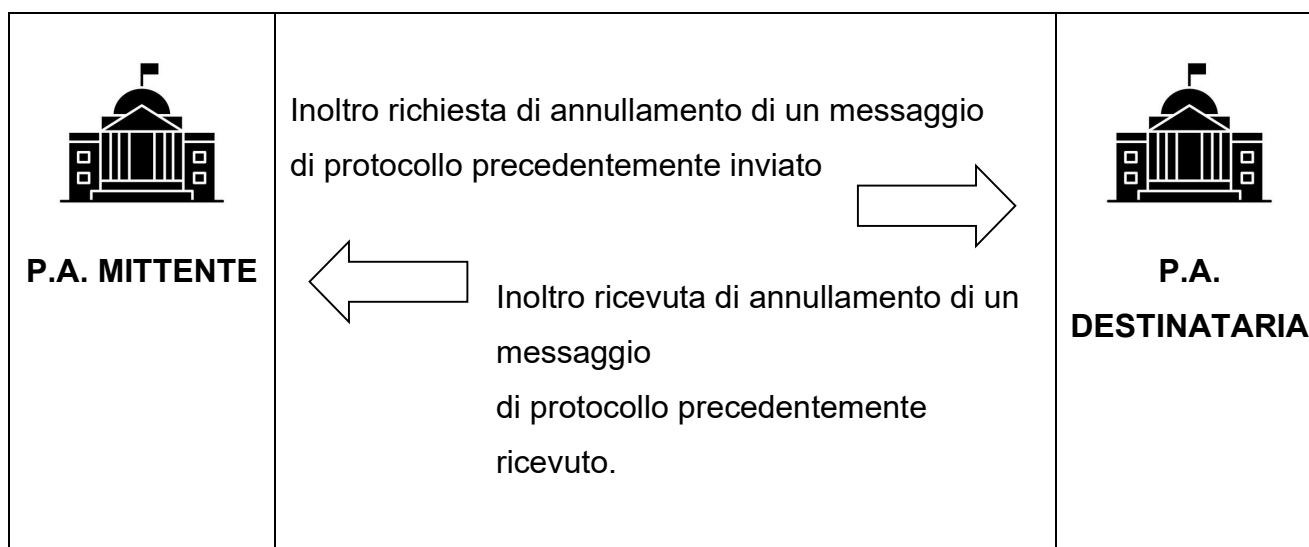 P.A. MITTENTE
Inoltro richiesta di annullamento di un messaggio
di protocollo precedentemente inviato
Inoltro ricevuta di annullamento di un
messaggio
di protocollo precedentemente
ricevuto.
P.A.
DESTINATARIA